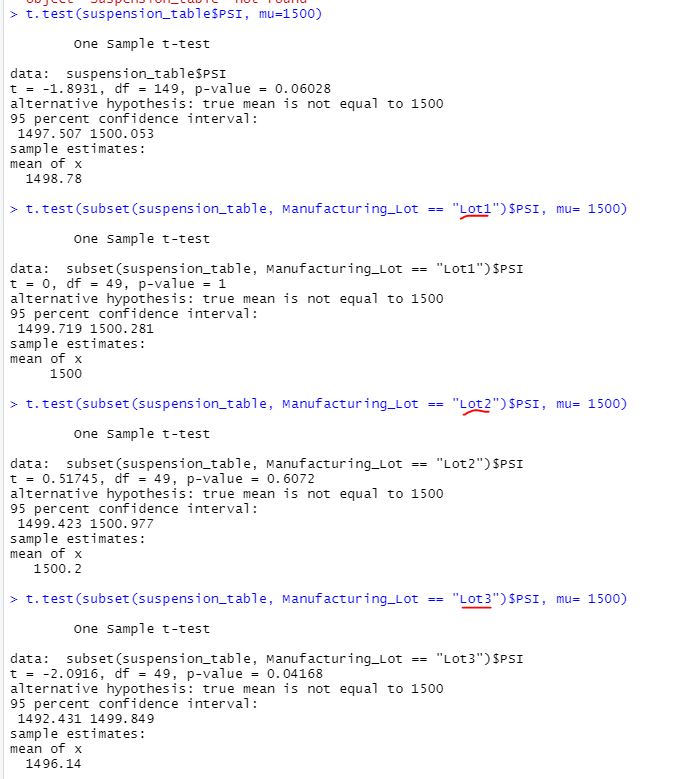 > t.test(suspension_table$PSI, mu=1500)
One Sample t-test
data:  suspension_table$PSI
t = -1.8931, df = 149, p-value = 0.06028
alternative hypothesis: true mean is not equal to 1500
95 percent confidence interval:
1497.507 1500.053
sample estimates:
mean of x
1498.78
> t.test(subset(suspension_table, Manufacturing_Lot == "Lot1")$PSI, mu= 1500)
One Sample t-test
data:  subset(suspension_table, Manufacturing_Lot == "Lot1")$PSI
t = 0, df = 49, p-value = 1
alternative hypothesis: true mean is not equal to 1500
95 percent confidence interval:
1499.719 1500.281
sample estimates:
mean of x
1500
> t.test(subset(suspension_table, Manufacturing_Lot == "Lot2")$PSI, mu= 1500)
One Sample t-test
data:  subset(suspension_table, Manufacturing_Lot == "Lot2")$PSI
t = 0.51745, df = 49, p-value = 0.6072
alternative hypothesis: true mean is not equal to 1500
95 percent confidence interval:
1499.423 1500.977
sample estimates:
mean of x
1500.2
> t.test(subset(suspension_table, Manufacturing_Lot == "Lot3")$PSI, mu= 1500)
One Sample t-test
data:  subset(suspension_table, Manufacturing_Lot == "Lot3")$PSI
t = -2.0916, df = 49, p-value = 0.04168
alternative hypothesis: true mean is not equal to 1500
95 percent confidence interval:
1492.431 1499.849
sample estimates:
mean of x
1496.14